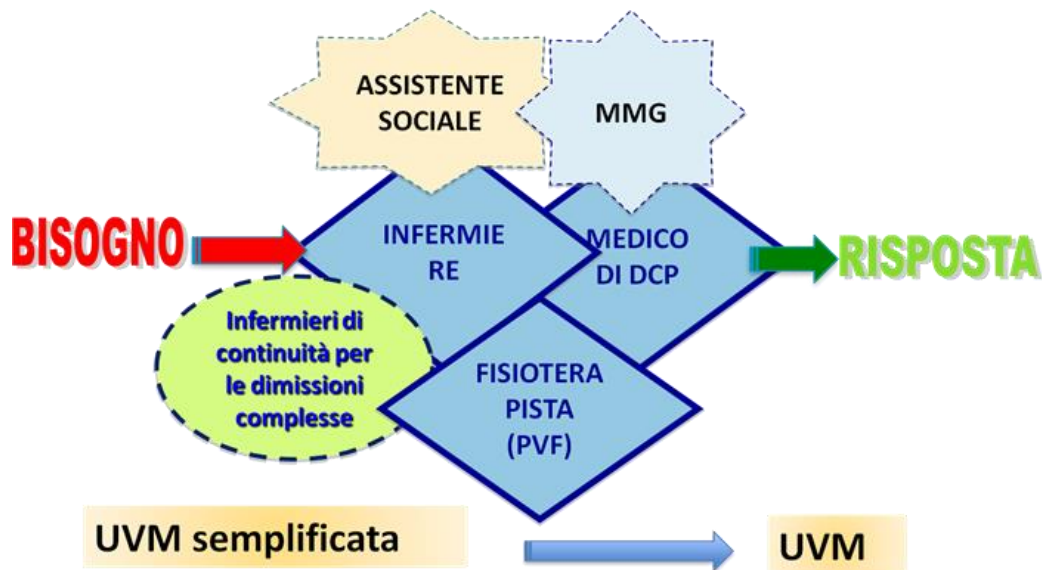 ASSISTENTE
SOCIALE
MMG
BISOGNO
INFERMIE
RE
MEDICO
DI DCP
RISPOSTA
Infermieri di
continuità per
le dimissioni
complesse
FISIOTERA
PISTA
(PVF)
UVM semplificata
UVM